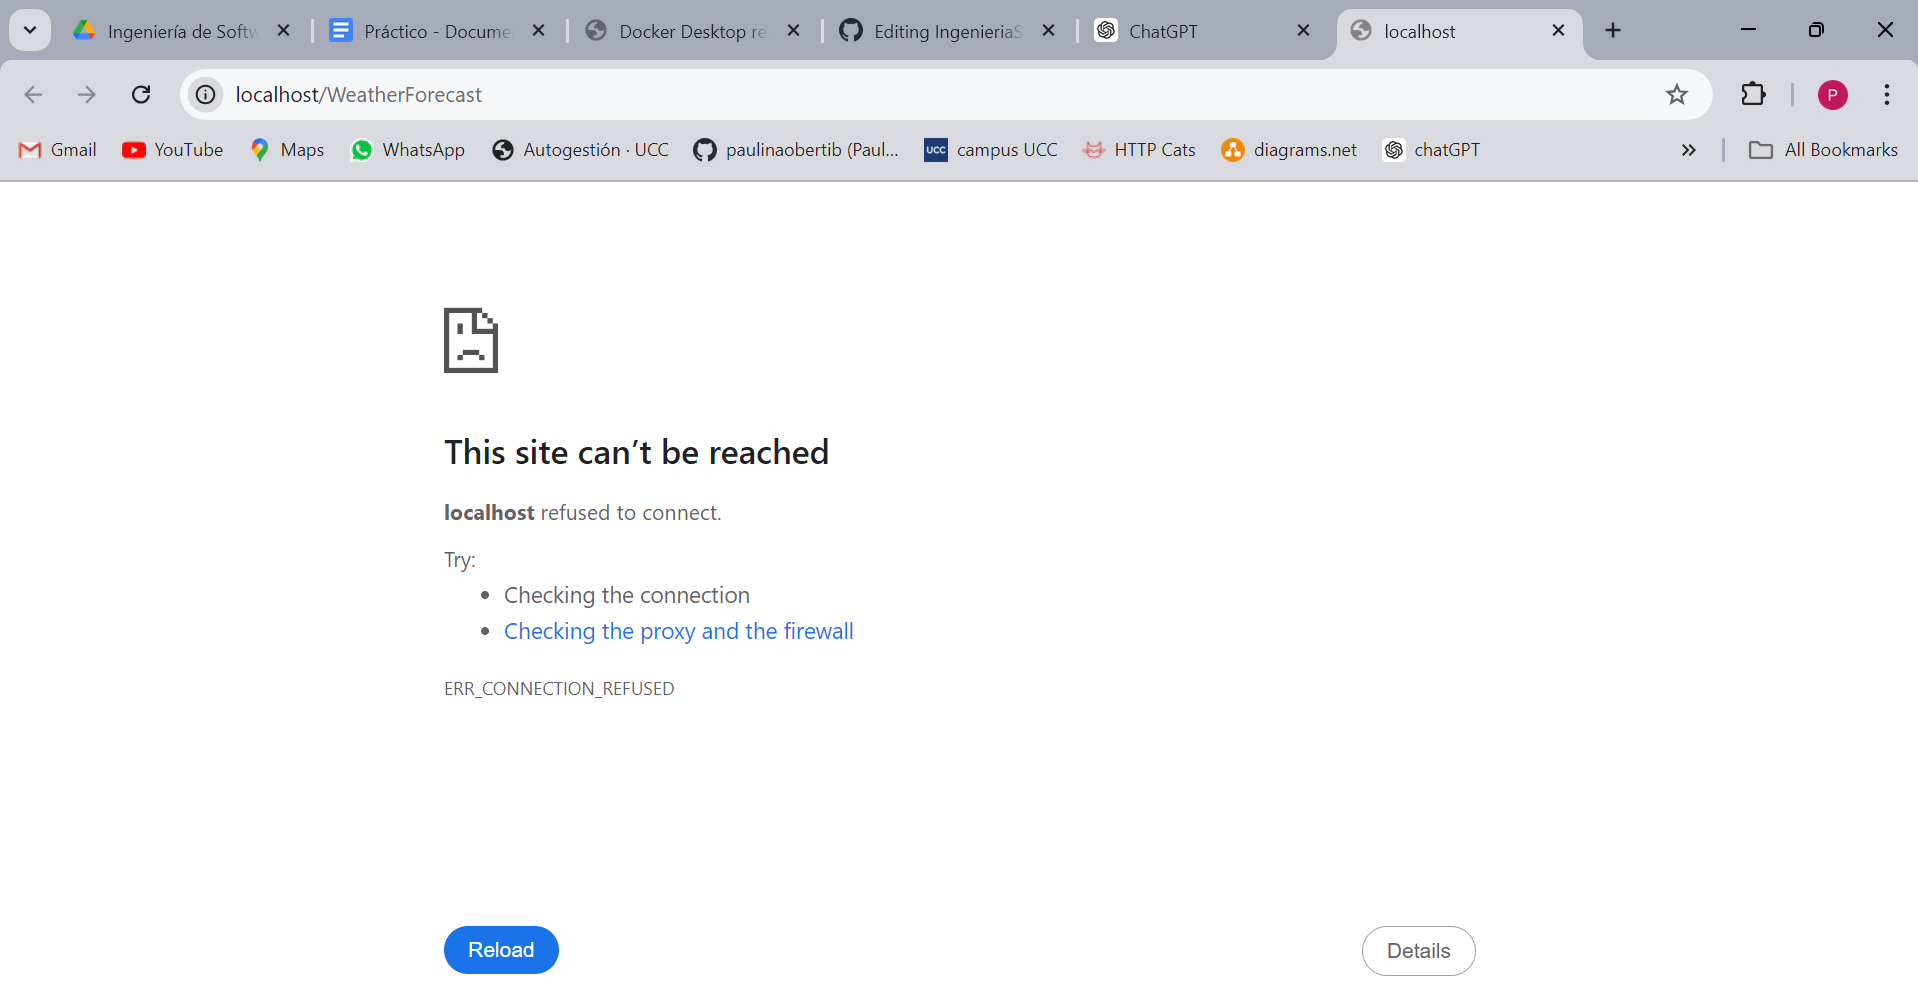 Ingeniería de Softw
Práctico - Docume
Docker Desktop re
Editing IngenieriaS
ChatGPT
localhost
localhost/WeatherForecast
P
Gmail
YouTube
Maps
WhatsApp
Autogestión · UCC
paulinaobertib (Paul...
UCC
campus UCC
HTTP Cats
diagrams.net
chatGPT
All Bookmarks
This site can’t be reached
localhost refused to connect.
Try:
Checking the connection
Checking the proxy and the firewall
ERR_CONNECTION_REFUSED
Reload
Details